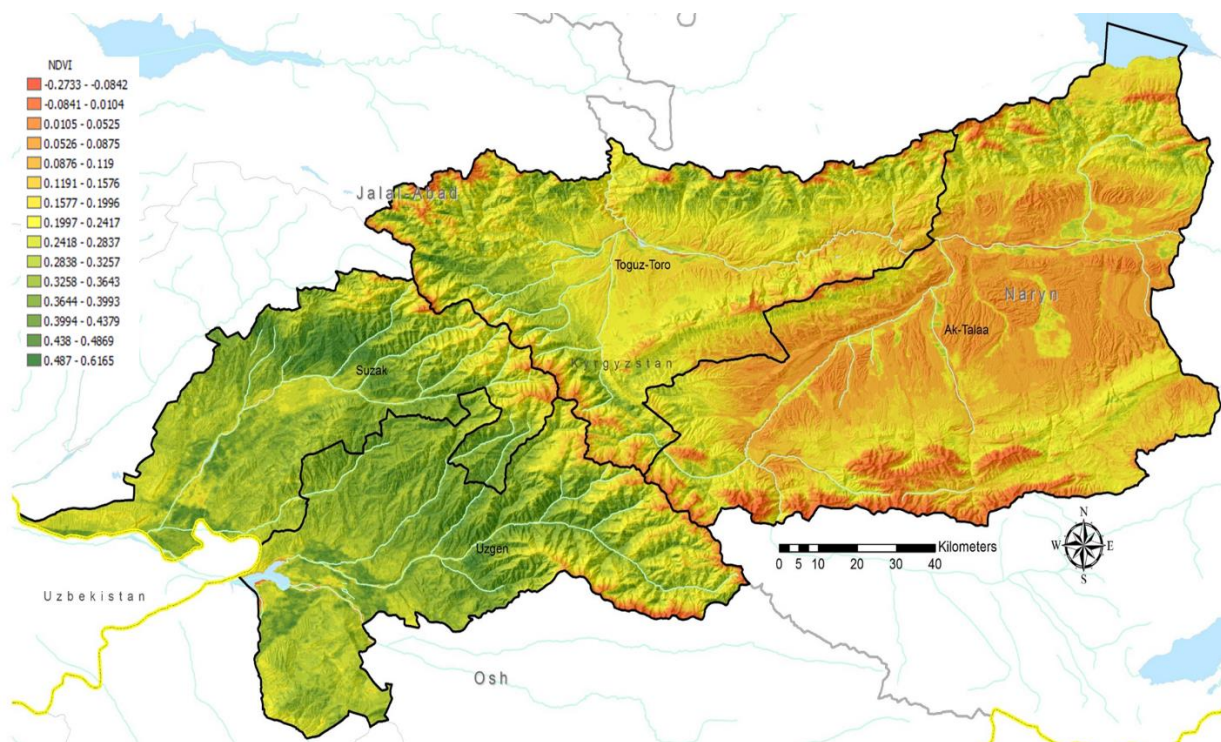 NDVI
-0.2733 - -0.0842
-0.0841 - 0.0104
0.0105 - 0.0525
0.0526 - 0.0875
0.0876 - 0.119
0.1191 - 0.1576
0.1577 - 0.1996
0.1997 - 0.2417
0.2418 - 0.2837
0.2838 - 0.3257
0.3258 - 0.3643
0.3644 - 0.3993
0.3994 - 0.4379
0.438 - 0.4869
0.487 - 0.6165
Jalal-Abad
Toguz-Toro
Naryn
Ak-Talaa
Kyrgyzstan
Suzak
Uzgen
Uzbekistan
Osh
Kilometers
0 5 10 20 30 40
N
W E
S